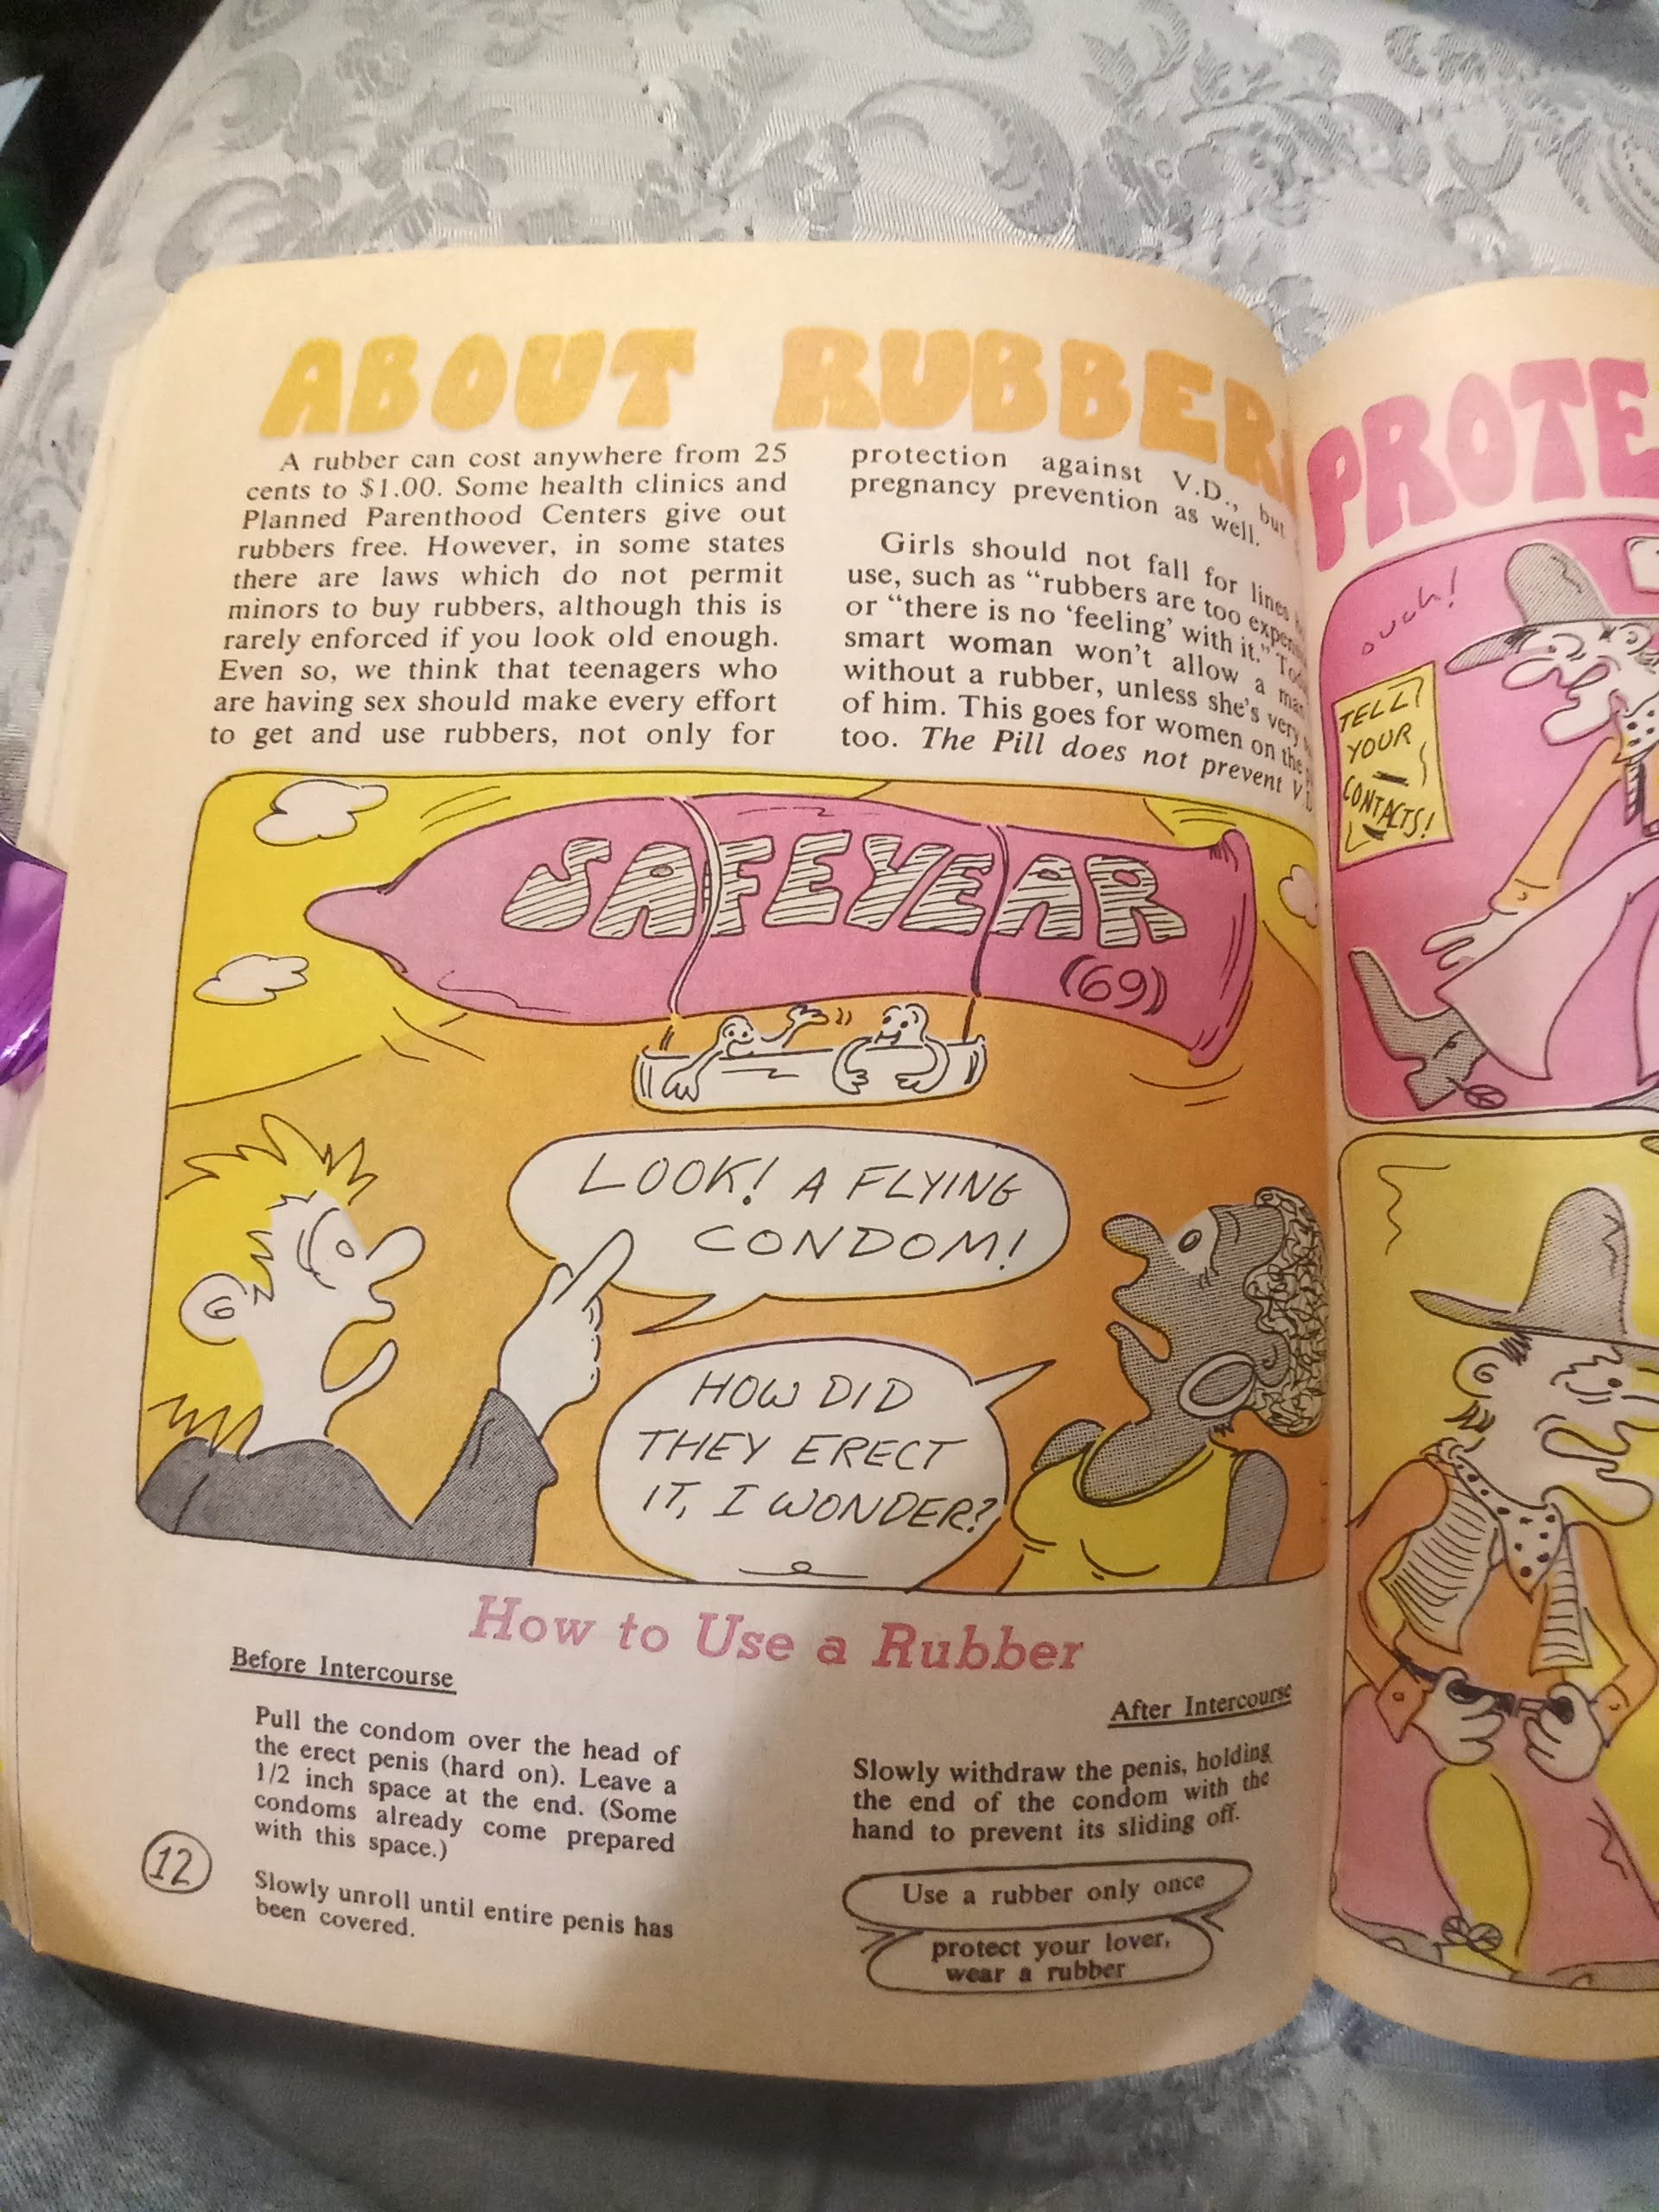 ABOUT RUBBER
A rubber can cost anywhere from 25
cents to $1.00. Some health clinics and
Planned Parenthood Centers give out
rubbers free. However, in some states
there are laws which do not permit
minors to buy rubbers, although this is
rarely enforced if you look old enough.
Even so, we think that teenagers who
are having sex should make every effort
to get and use rubbers, not only for
protection against V.D., but
pregnancy prevention as well.
Girls should not fall for lines
use, such as "rubbers are too
or "there is no 'feeling' with it."
smart woman won't allow a man
without a rubber, unless she's very
of him. This goes for women on the
too. The Pill does not prevent V.D
SAFEYEAR
(69)
LOOK! A FLYING
CONDOM!
HOW DID
THEY ERECT
IT, I WONDER?
How to Use a Rubber
Before Intercourse
Pull the condom over the head of
the erect penis (hard on). Leave a
1/2 inch space at the end. (Some
condoms already come prepared
with this space.)
Slowly unroll until entire penis has
been covered.
After Intercourse
Slowly withdraw the penis, holding
the end of the condom with the
hand to prevent its sliding off.
Use a rubber only once
protect your lover,
wear a rubber
12
PROTE
ouch!
TELL
YOUR
CONTACTS!